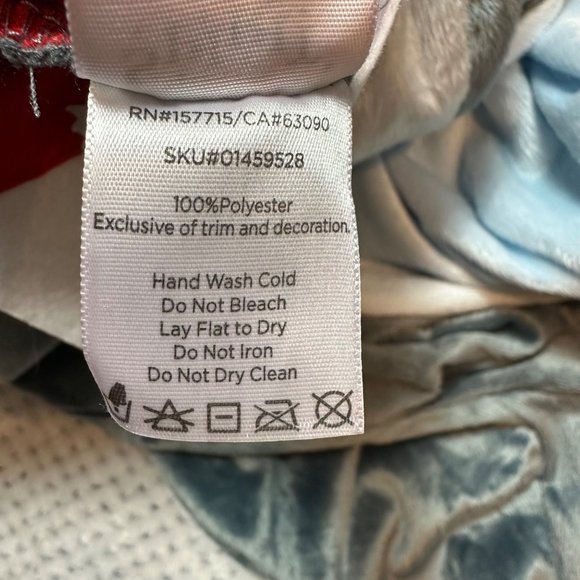 RN#157715/CA#63090
SKU#01459528
100%Polyester
Exclusive of trim and decoration.
Hand Wash Cold
Do Not Bleach
Lay Flat to Dry
Do Not Iron
Do Not Dry Clean